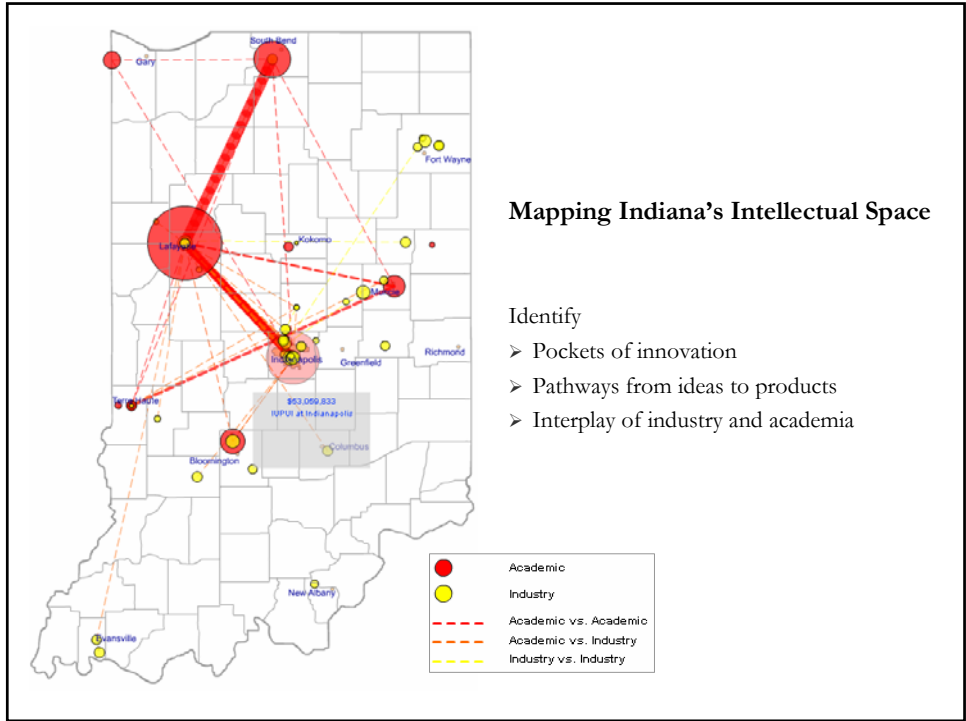 South Bend
Gary
Fort Wayne
Lafayette
Kokomo
Muncie
Indianapolis
Greenfield
Richmond
Terre Haute
$53,059,833
IUPUI at Indianapolis
Columbus
Bloomington
New Albany
Evansville
Mapping Indiana's Intellectual Space
Identify
➢ Pockets of innovation
➢ Pathways from ideas to products
➢ Interplay of industry and academia
Academic
Industry
Academic vs. Academic
Academic vs. Industry
Industry vs. Industry